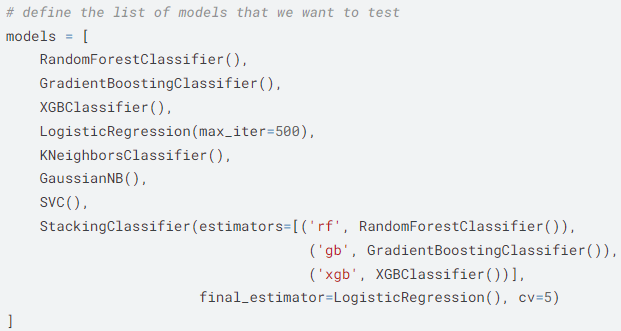 # define the list of models that we want to test
models = [
    RandomForestClassifier(),
    GradientBoostingClassifier(),
    XGBClassifier(),
    LogisticRegression(max_iter=500),
    KNeighborsClassifier(),
    GaussianNB(),
    SVC(),
    StackingClassifier(estimators=[('rf', RandomForestClassifier()),
                                   ('gb', GradientBoostingClassifier()),
                                   ('xgb', XGBClassifier())],
                       final_estimator=LogisticRegression(), cv=5)
]